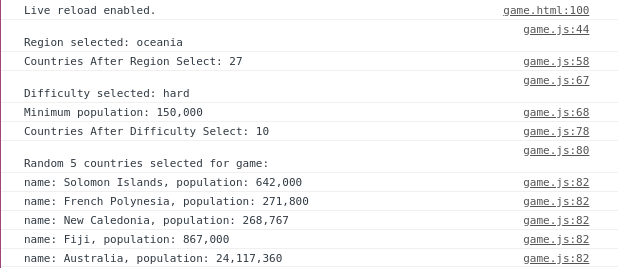 Live reload enabled. game.html:100
game.js:44
Region selected: oceania
Countries After Region Select: 27 game.js:58
game.js:67
Difficulty selected: hard
Minimum population: 150,000 game.js:68
Countries After Difficulty Select: 10 game.js:78
game.js:80
Random 5 countries selected for game:
name: Solomon Islands, population: 642,000 game.js:82
name: French Polynesia, population: 271,800 game.js:82
name: New Caledonia, population: 268,767 game.js:82
name: Fiji, population: 867,000 game.js:82
name: Australia, population: 24,117,360 game.js:82